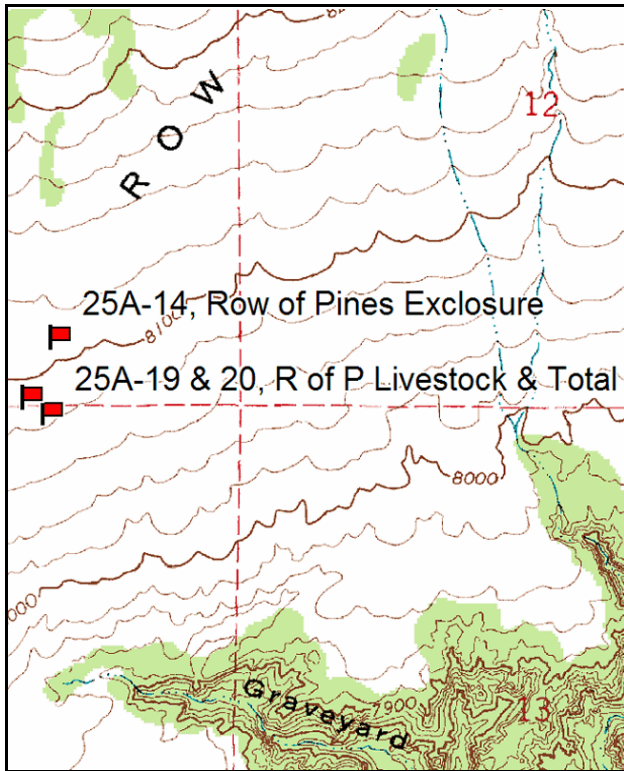 ROW
12
25A-14, Row of Pines Exclosure
8100
25A-19 & 20, R of P Livestock & Total
8000
000
7900
Graveyard
13